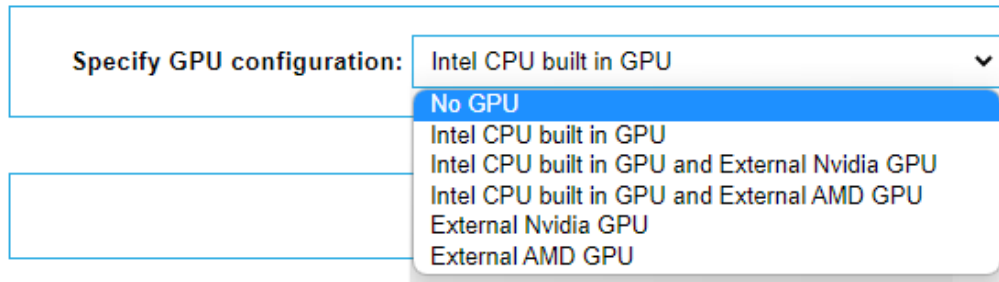 Specify GPU configuration: Intel CPU built in GPU
No GPU
Intel CPU built in GPU
Intel CPU built in GPU and External Nvidia GPU
Intel CPU built in GPU and External AMD GPU
External Nvidia GPU
External AMD GPU